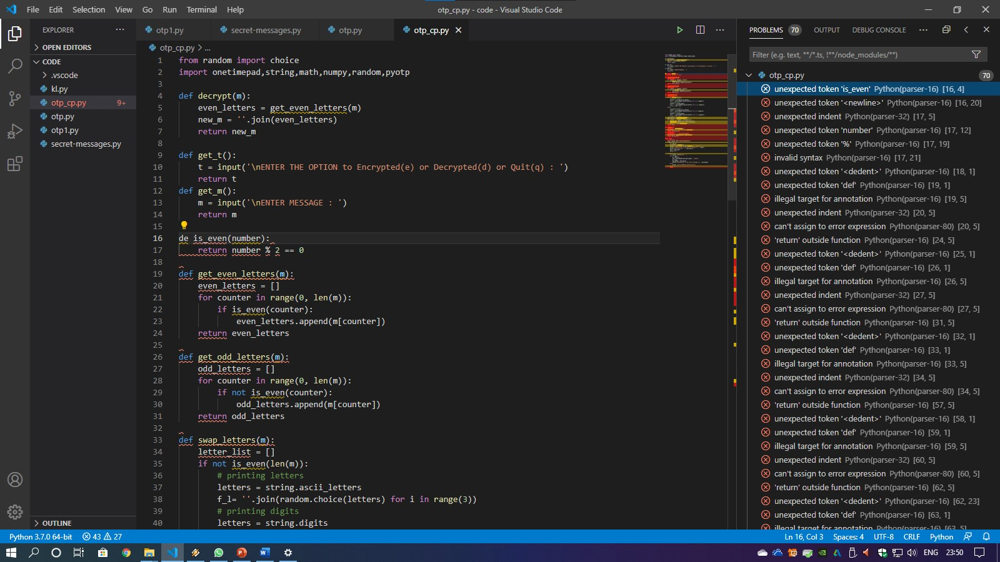 File Edit Selection View Go Run Terminal Help
otp_cp.py - code - Visual Studio Code
EXPLORER
OPEN EDITORS
CODE
.vscode
kl.py
otp_cp.py 9+
otp.py
otp1.py
secret-messages.py
OUTLINE
otp1.py secret-messages.py otp.py otp_cp.py
otp_cp.py > ...
1 from random import choice
2 import onetimepad,string,math,numpy,random,pyotp
3
4 def decrypt(m):
5 even_letters = get_even_letters(m)
6 new_m = ''.join(even_letters)
7 return new_m
8
9 def get_t():
10 t = input('\nENTER THE OPTION to Encrypted(e) or Decrypted(d) or Quit(q) : ')
11 return t
12 def get_m():
13 m = input('\nENTER MESSAGE : ')
14 return m
15
16 de is_even(number):
17 return number % 2 == 0
18
19 def get_even_letters(m):
20 even_letters = []
21 for counter in range(0, len(m)):
22 if is_even(counter):
23 even_letters.append(m[counter])
24 return even_letters
25
26 def get_odd_letters(m):
27 odd_letters = []
28 for counter in range(0, len(m)):
29 if not is_even(counter):
30 odd_letters.append(m[counter])
31 return odd_letters
32
33 def swap_letters(m):
34 letter_list = []
35 if not is_even(len(m)):
36 # printing letters
37 letters = string.ascii_letters
38 f_l= ''.join(random.choice(letters) for i in range(3))
39 # printing digits
40 letters = string.digits
PROBLEMS 70 OUTPUT DEBUG CONSOLE
Filter (e.g. text, **/*.ts, !**/node_modules/**)
otp_cp.py 70
unexpected token 'is_even' Python(parser-16) [16, 4]
unexpected token '<newline>' Python(parser-16) [16, 20]
unexpected indent Python(parser-32) [17, 5]
unexpected token 'number' Python(parser-16) [17, 12]
unexpected token '%' Python(parser-16) [17, 19]
invalid syntax Python(parser-16) [17, 21]
unexpected token '<dedent>' Python(parser-16) [18, 1]
unexpected token 'def' Python(parser-16) [19, 1]
illegal target for annotation Python(parser-16) [19, 5]
unexpected indent Python(parser-32) [20, 5]
can't assign to error expression Python(parser-80) [20, 5]
'return' outside function Python(parser-16) [24, 5]
unexpected token '<dedent>' Python(parser-16) [25, 1]
unexpected token 'def' Python(parser-16) [26, 1]
illegal target for annotation Python(parser-16) [26, 5]
unexpected indent Python(parser-32) [27, 5]
can't assign to error expression Python(parser-80) [27, 5]
'return' outside function Python(parser-16) [31, 5]
unexpected token '<dedent>' Python(parser-16) [32, 1]
unexpected token 'def' Python(parser-16) [33, 1]
illegal target for annotation Python(parser-16) [33, 5]
unexpected indent Python(parser-32) [34, 5]
can't assign to error expression Python(parser-80) [34, 5]
'return' outside function Python(parser-16) [57, 5]
unexpected token '<dedent>' Python(parser-16) [58, 1]
unexpected token 'def' Python(parser-16) [59, 1]
illegal target for annotation Python(parser-16) [59, 5]
unexpected indent Python(parser-32) [60, 5]
can't assign to error expression Python(parser-80) [60, 5]
'return' outside function Python(parser-16) [62, 5]
unexpected token '<dedent>' Python(parser-16) [62, 23]
unexpected token 'def' Python(parser-16) [63, 1]
illegal target for annotation Python(parser-16) [63, 5]
Python 3.7.0 64-bit 43 27
Ln 16, Col 3 Spaces: 4 UTF-8 CRLF Python
ENG 23:50